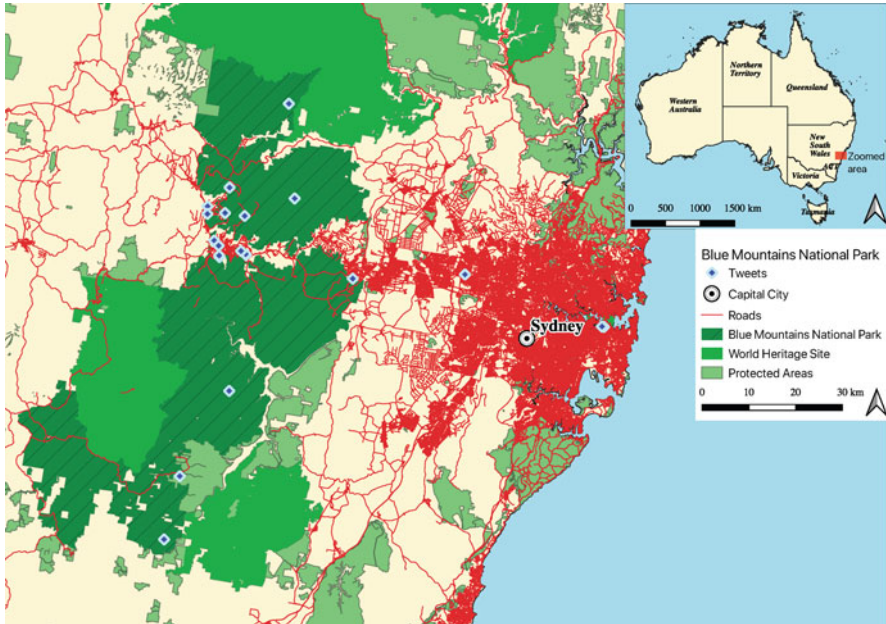 Northern
Territory
Queensland
Western
Australia
New
South
Wales
ACT
Victoria
Zoomed
area
Tasmania
0 500 1000 1500 km
Blue Mountains National Park
Tweets
Capital City
Roads
Blue Mountains National Park
World Heritage Site
Protected Areas
0 10 20 30 km
Sydney